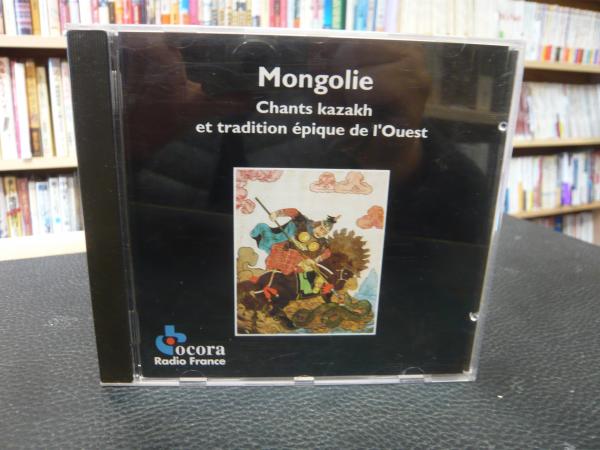 Mongolie
Chants kazakh
et tradition épique de l'Ouest
ocora
Radio France